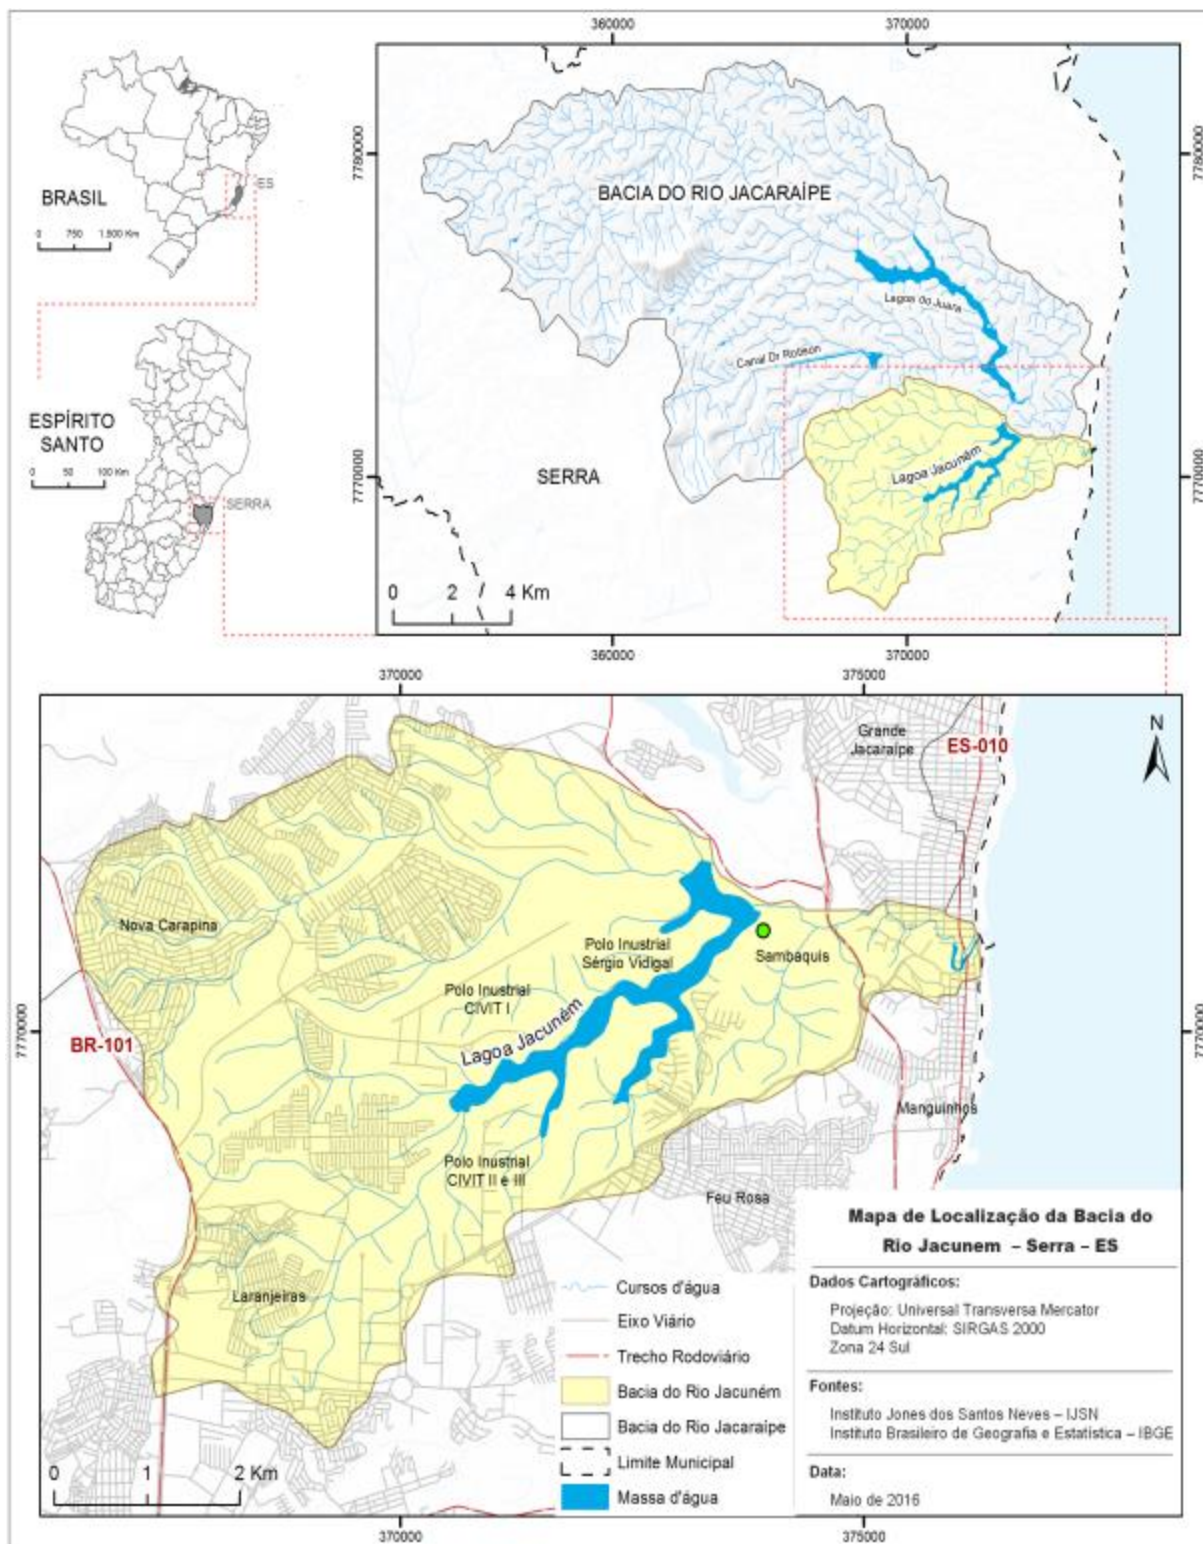 360000
370000
7780000
7780000
BACIA DO RIO JACARAÍPE
Lagoa do Juara
Canal Dr Robson
Lagoa Jacuném
SERRA
7770000
7770000
0 2 4 Km
360000
370000
BRASIL
ES
0 750 1.500 Km
ESPÍRITO
SANTO
0 50 100 Km
SERRA
370000
375000
Grande
Jacaraípe
ES-010
N
Nova Carapina
Polo Inustrial
Sérgio Vidigal
Sambaquis
Polo Inustrial
CIVIT I
Lagoa Jacuném
7770000
7770000
BR-101
Manguinhos
Polo Inustrial
CIVIT II e III
Feu Rosa
Laranjeiras
0 1 2 Km
Cursos d'água
Eixo Viário
Trecho Rodoviário
Bacia do Rio Jacuném
Bacia do Rio Jacaraípe
Limite Municipal
Massa d'água
Mapa de Localização da Bacia do
Rio Jacunem – Serra – ES
Dados Cartográficos:
Projeção: Universal Transversa Mercator
Datum Horizontal: SIRGAS 2000
Zona 24 Sul
Fontes:
Instituto Jones dos Santos Neves – IJSN
Instituto Brasileiro de Geografia e Estatística – IBGE
Data:
Maio de 2016
370000
375000